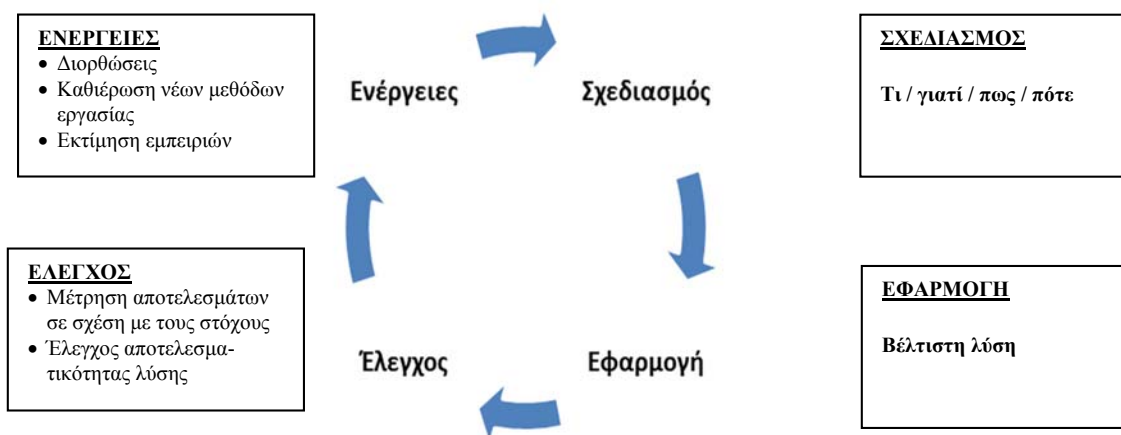 ΕΝΕΡΓΕΙΕΣ
• Διορθώσεις
• Καθιέρωση νέων μεθόδων
εργασίας
• Εκτίμηση εμπειριών
Ενέργειες
Σχεδιασμός
ΣΧΕΔΙΑΣΜΟΣ
Τι / γιατί / πως / πότε
ΕΛΕΓΧΟΣ
• Μέτρηση αποτελεσμάτων
σε σχέση με τους στόχους
• Έλεγχος αποτελεσμα-
τικότητας λύσης
Έλεγχος
Εφαρμογή
ΕΦΑΡΜΟΓΗ
Βέλτιστη λύση